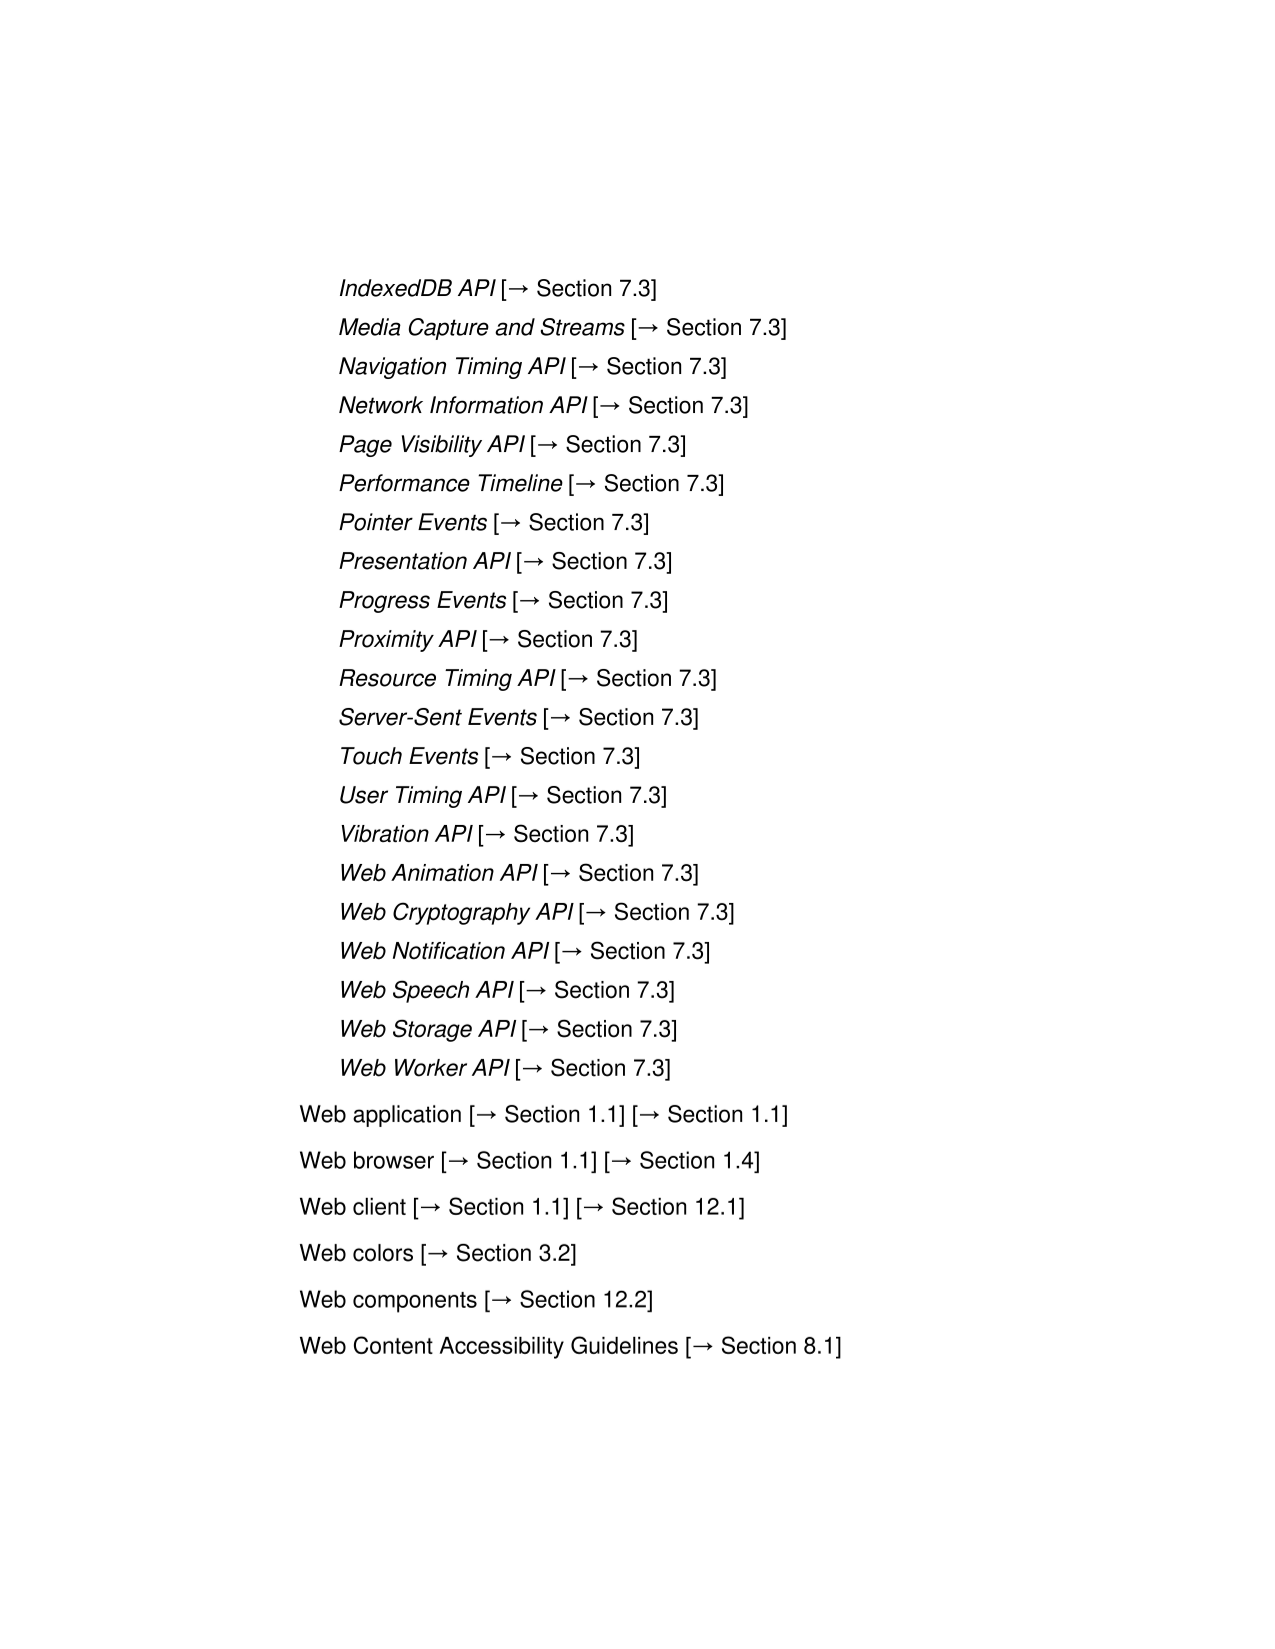 IndexedDB API [→ Section 7.3]
Media Capture and Streams [→ Section 7.3]
Navigation Timing API [→ Section 7.3]
Network Information API [→ Section 7.3]
Page Visibility API [→ Section 7.3]
Performance Timeline [→ Section 7.3]
Pointer Events [→ Section 7.3]
Presentation API [→ Section 7.3]
Progress Events [→ Section 7.3]
Proximity API [→ Section 7.3]
Resource Timing API [→ Section 7.3]
Server-Sent Events [→ Section 7.3]
Touch Events [→ Section 7.3]
User Timing API [→ Section 7.3]
Vibration API [→ Section 7.3]
Web Animation API [→ Section 7.3]
Web Cryptography API [→ Section 7.3]
Web Notification API [→ Section 7.3]
Web Speech API [→ Section 7.3]
Web Storage API [→ Section 7.3]
Web Worker API [→ Section 7.3]
Web application [→ Section 1.1] [→ Section 1.1]
Web browser [→ Section 1.1] [→ Section 1.4]
Web client [→ Section 1.1] [→ Section 12.1]
Web colors [→ Section 3.2]
Web components [→ Section 12.2]
Web Content Accessibility Guidelines [→ Section 8.1]